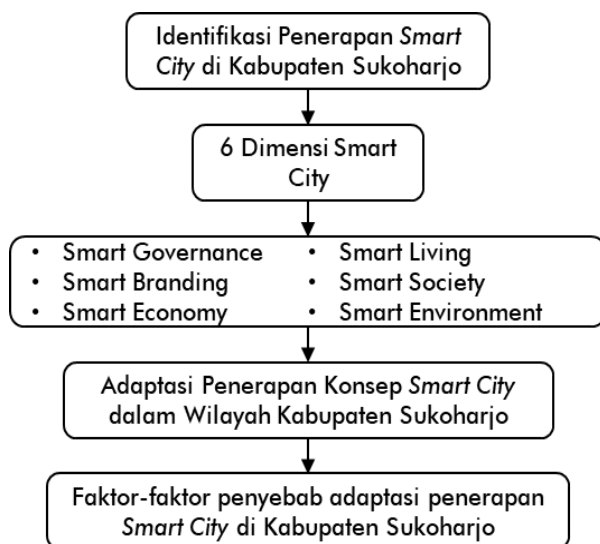 Identifikasi Penerapan Smart
City di Kabupaten Sukoharjo
6 Dimensi Smart
City
• Smart Governance
• Smart Branding
• Smart Economy
• Smart Living
• Smart Society
• Smart Environment
Adaptasi Penerapan Konsep Smart City
dalam Wilayah Kabupaten Sukoharjo
Faktor-faktor penyebab adaptasi penerapan
Smart City di Kabupaten Sukoharjo